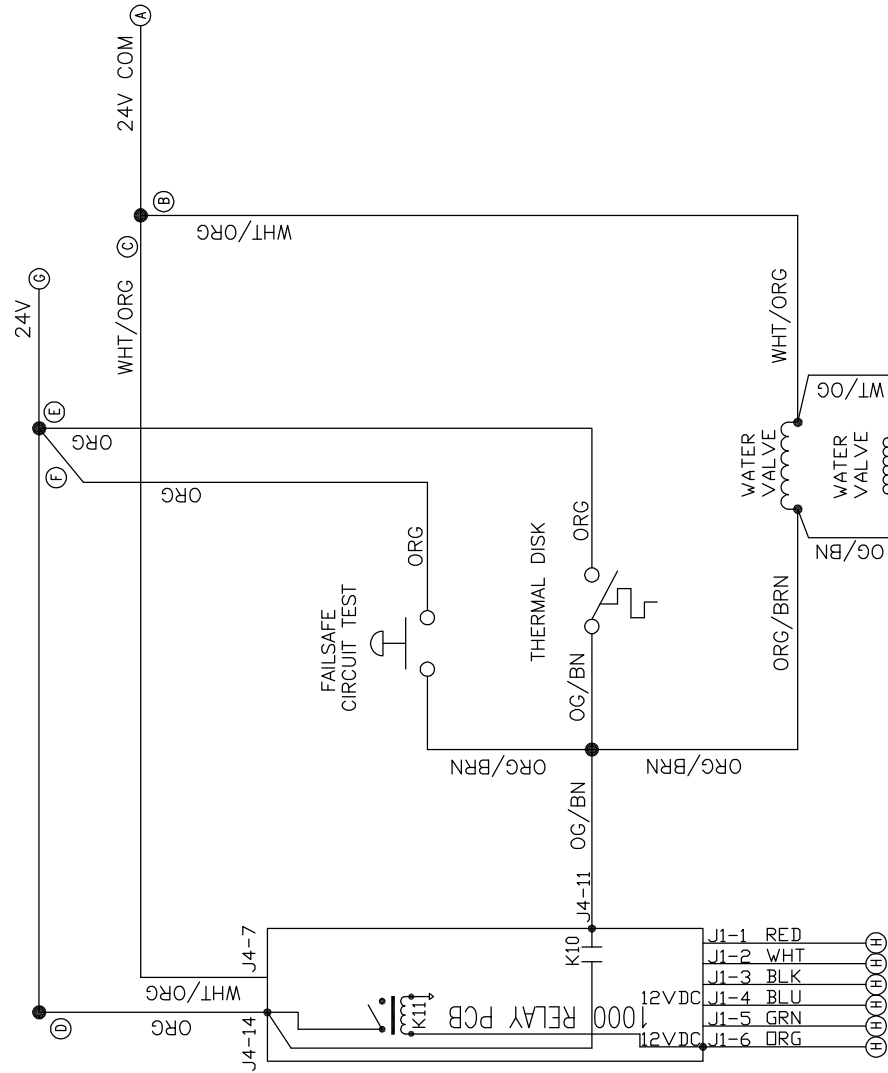 A
24V COM
B
C
WHT/ORG
WHT/ORG
G
24V
E
F
ORG
ORG
D
WHT/ORG
ORG
J4-7
J4-14
FAILSAFE
CIRCUIT TEST
ORG
THERMAL DISK
ORG
OG/BN
ORG/BRN
ORG/BRN
OG/BN
J4-11
WHT/ORG
WATER
VALVE
WT/OG
WATER
VALVE
OG/BN
ORG/BRN
K10
K11
1000 RELAY PCB
12VDC
12VDC
J1-1 RED
J1-2 WHT
J1-3 BLK
J1-4 BLU
J1-5 GRN
J1-6 ORG
H
H
H
H
H
H